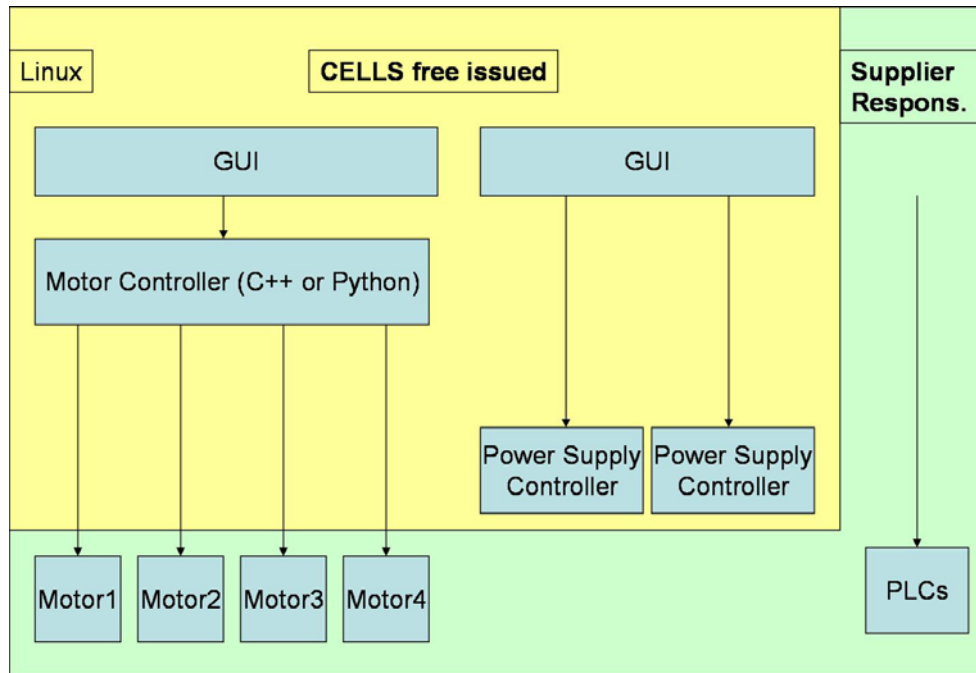 Linux
CELLS free issued
Supplier
Respons.
GUI
GUI
Motor Controller (C++ or Python)
Power Supply
Controller
Power Supply
Controller
Motor1
Motor2
Motor3
Motor4
PLCs